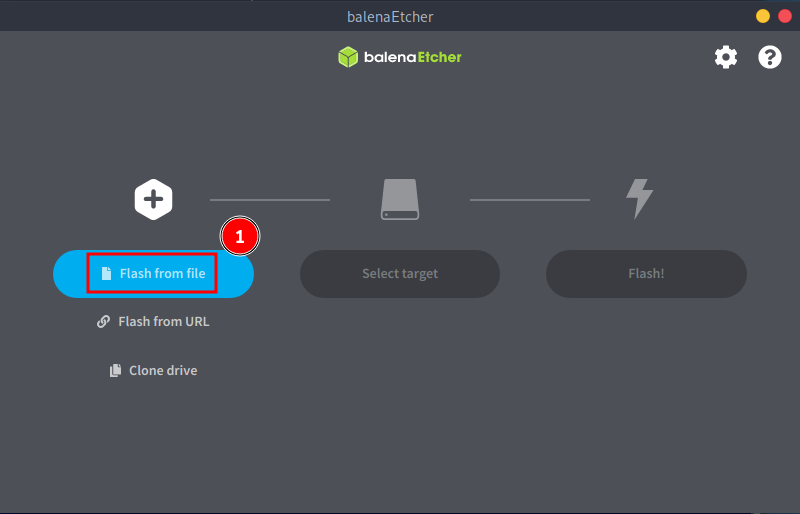 balenaEtcher
balenaEtcher
1
Flash from file
Select target
Flash!
Flash from URL
Clone drive